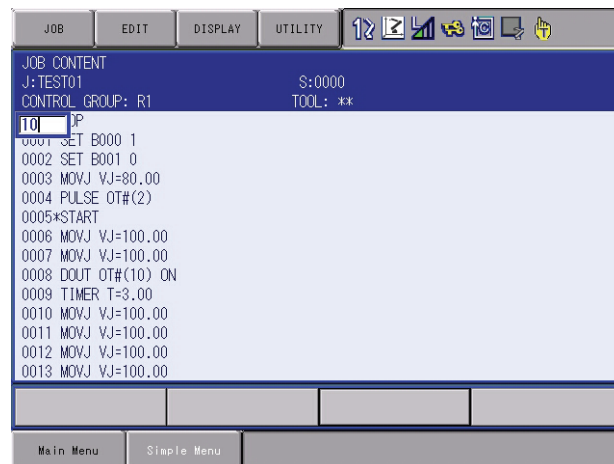 JOB EDIT DISPLAY UTILITY
JOB CONTENT
J:TEST01 S:0000
CONTROL GROUP: R1 TOOL: **
10
0001 SET B000 1
0002 SET B001 0
0003 MOVJ VJ=80.00
0004 PULSE OT#(2)
0005*START
0006 MOVJ VJ=100.00
0007 MOVJ VJ=100.00
0008 DOUT OT#(10) ON
0009 TIMER T=3.00
0010 MOVJ VJ=100.00
0011 MOVJ VJ=100.00
0012 MOVJ VJ=100.00
0013 MOVJ VJ=100.00
Main Menu Simple Menu